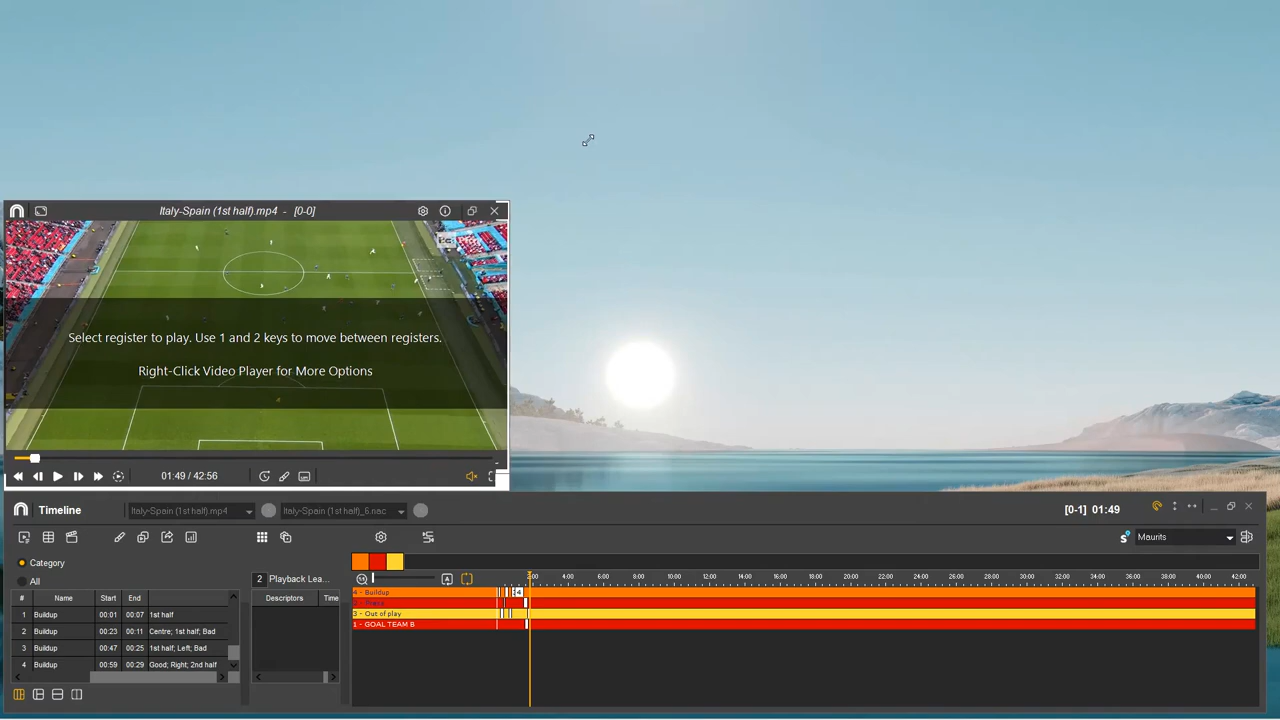 Italy-Spain (1st half).mp4 - [0-0]
Select register to play. Use 1 and 2 keys to move between registers.
Right-Click Video Player for More Options
01:49 / 42:56
Timeline
Italy-Spain (1st half).mp4
Italy-Spain (1st half)_6.nac
[0-1] 01:49
Maurits
Category
All
2 Playback Lea...
# Name Start End
Descriptors Time
1 Buildup 00:01 00:07 1st half
2 Buildup 00:23 00:11 Centre; 1st half; Bad
3 Buildup 00:47 00:25 1st half; Left; Bad
4 Buildup 00:59 00:29 Good; Right; 2nd half
2:00 4:00 6:00 8:00 10:00 12:00 14:00 16:00 18:00 20:00 22:00 24:00 26:00 28:00 30:00 32:00 34:00 36:00 38:00 40:00 42:00
4 - Buildup
4
3 - Out of play
1 - GOAL TEAM B